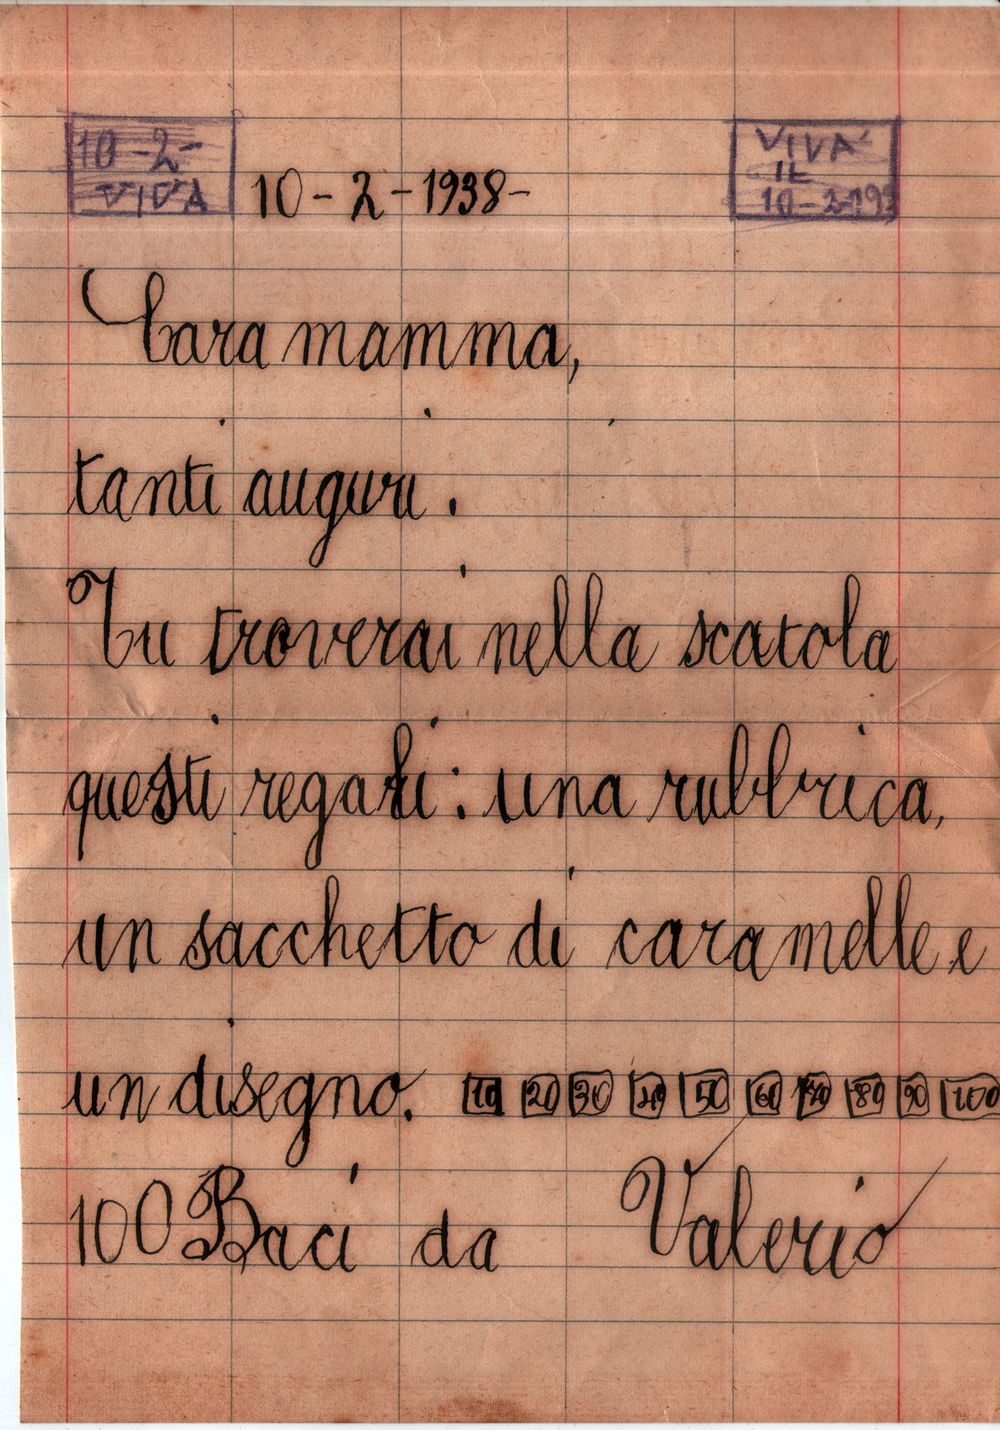 10-2-
VIVA
10-2-1938-
VIVA
IL
10-2-193
Cara mamma,
tanti auguri.
Tu troverai nella scatola
questi regali: una rubbrica,
un sacchetto di caramelle e
un disegno. 10 20 30 40 50 60 70 80 90 100
100 Baci da Valerio